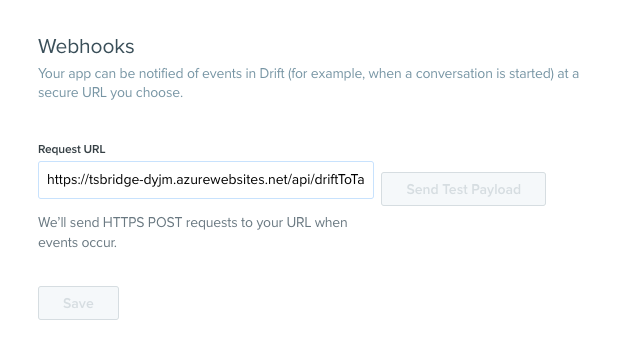 Webhooks
Your app can be notified of events in Drift (for example, when a conversation is started) at a
secure URL you choose.
Request URL
https://tsbridge-dyjm.azurewebsites.net/api/driftToTa
Send Test Payload
We'll send HTTPS POST requests to your URL when
events occur.
Save